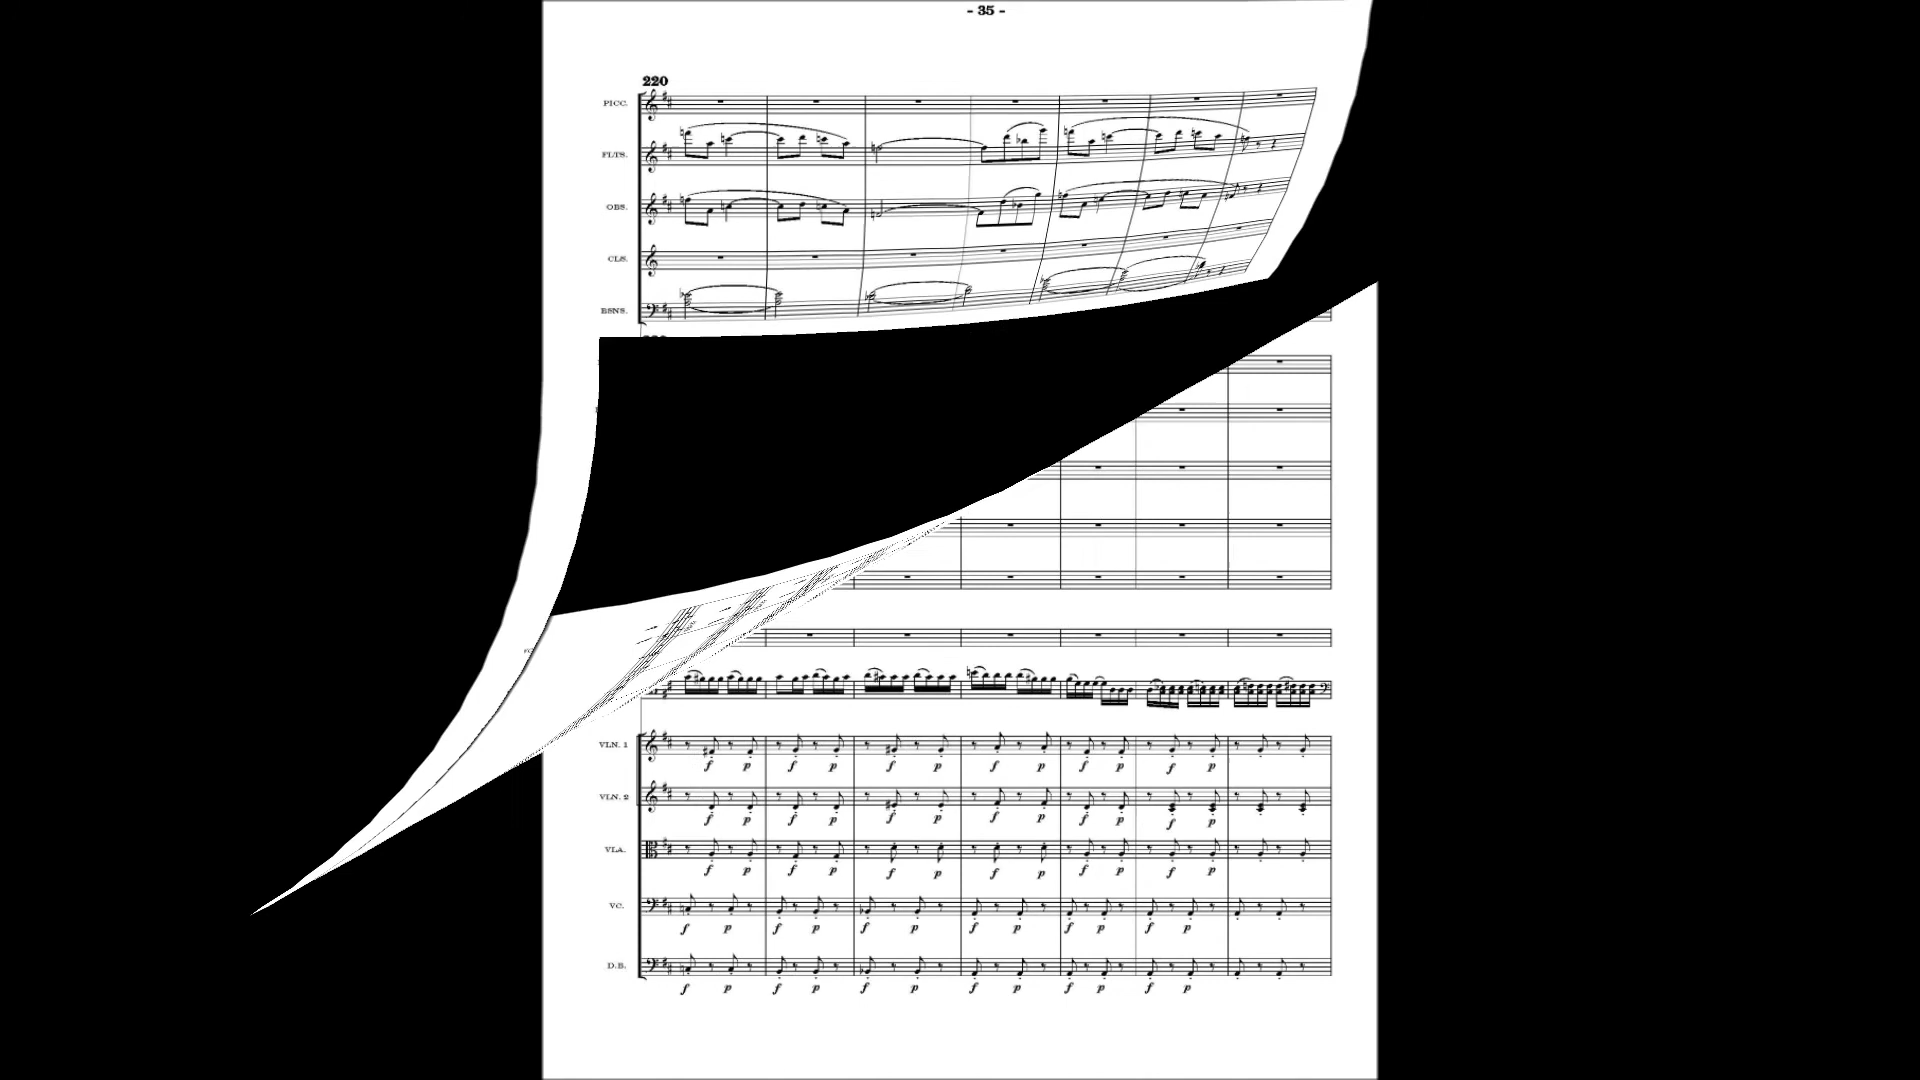 - 35 -
220
PICC.
FLTS.
OBS.
CLS.
BSNS.
VLN. 1
f p f p f p f p f p f p
VLN. 2
f p f p f p f p f p f p
VLA.
f p f p f p f p f p f p
VC.
f p f p f p f p f p f p
D.B.
f p f p f p f p f p f p